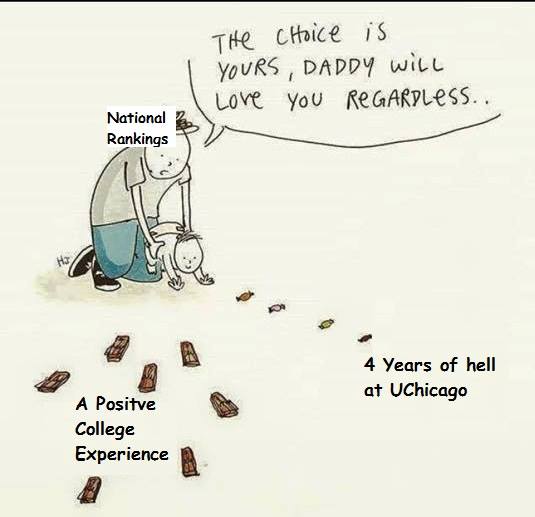 THE CHOICE iS
YOURS, DADDY WiLL
LOVE YOU REGARDLESS..
National
Rankings
HJ
4 Years of hell
at UChicago
A Positve
College
Experience